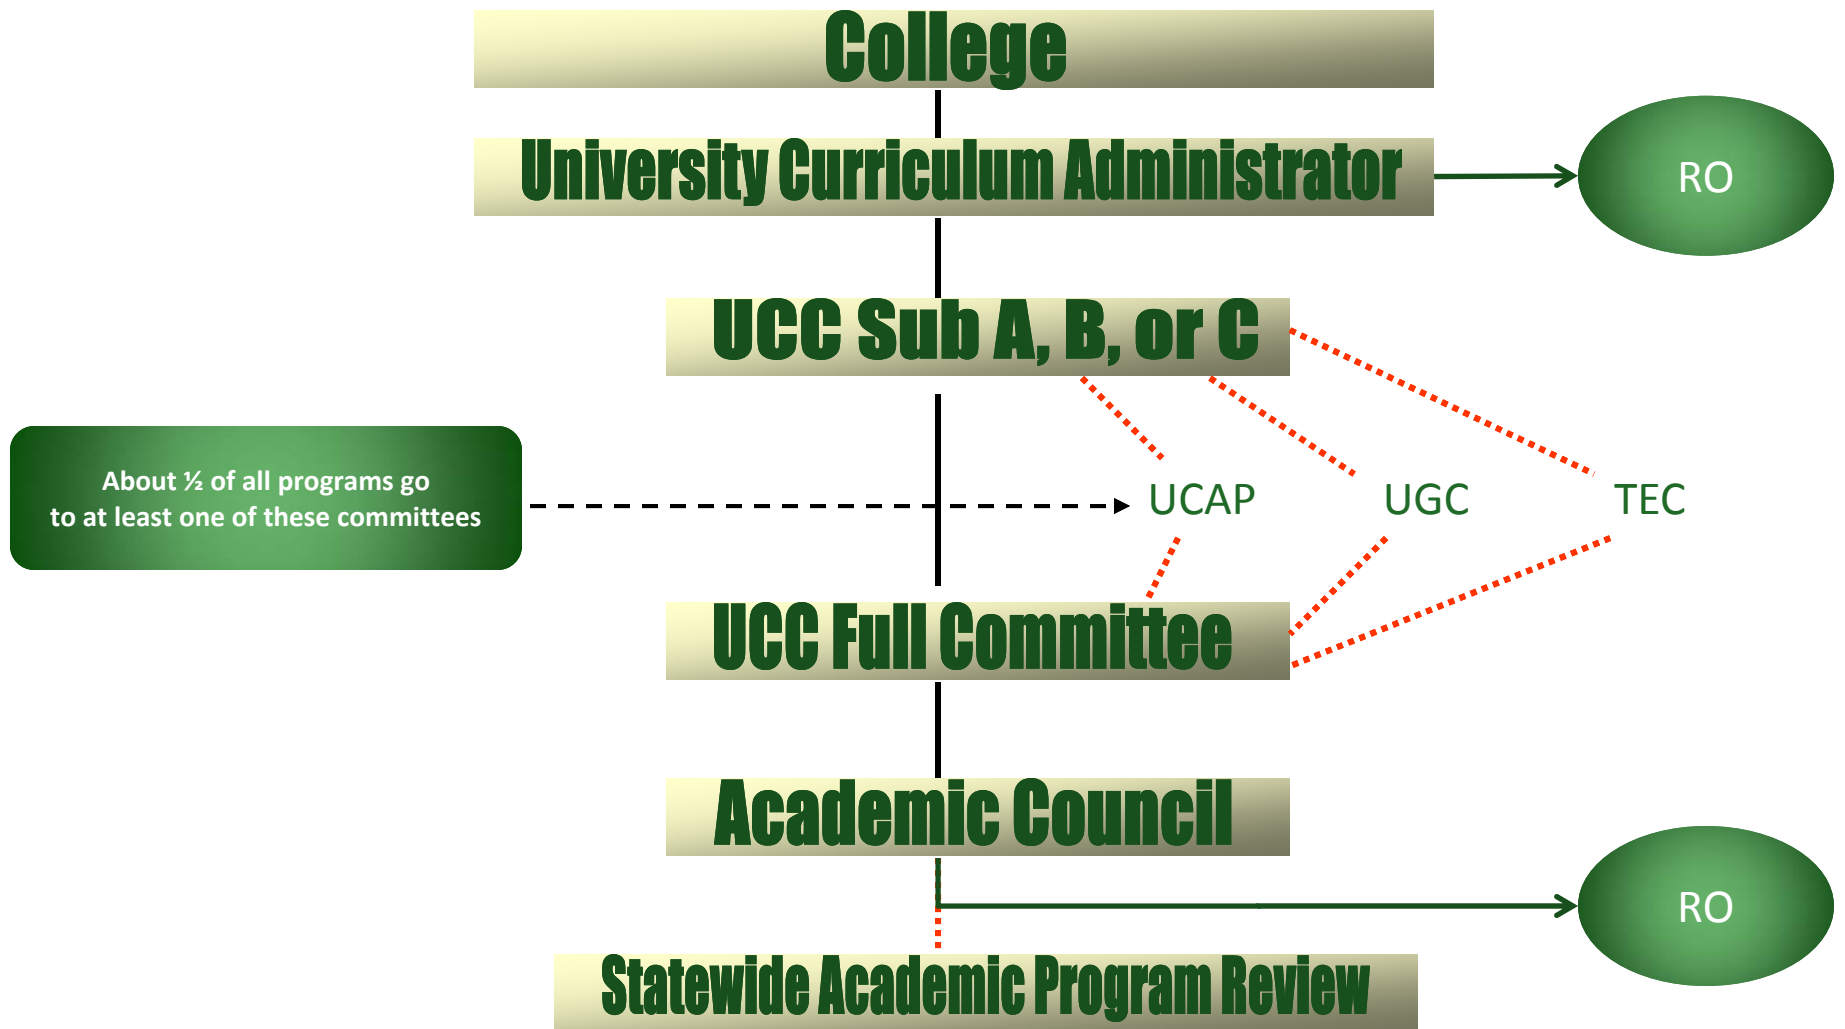 College
University Curriculum Administrator
RO
UCC Sub A, B, or C
About ½ of all programs go
to at least one of these committees
UCAP
UGC
TEC
UCC Full Committee
Academic Council
RO
Statewide Academic Program Review